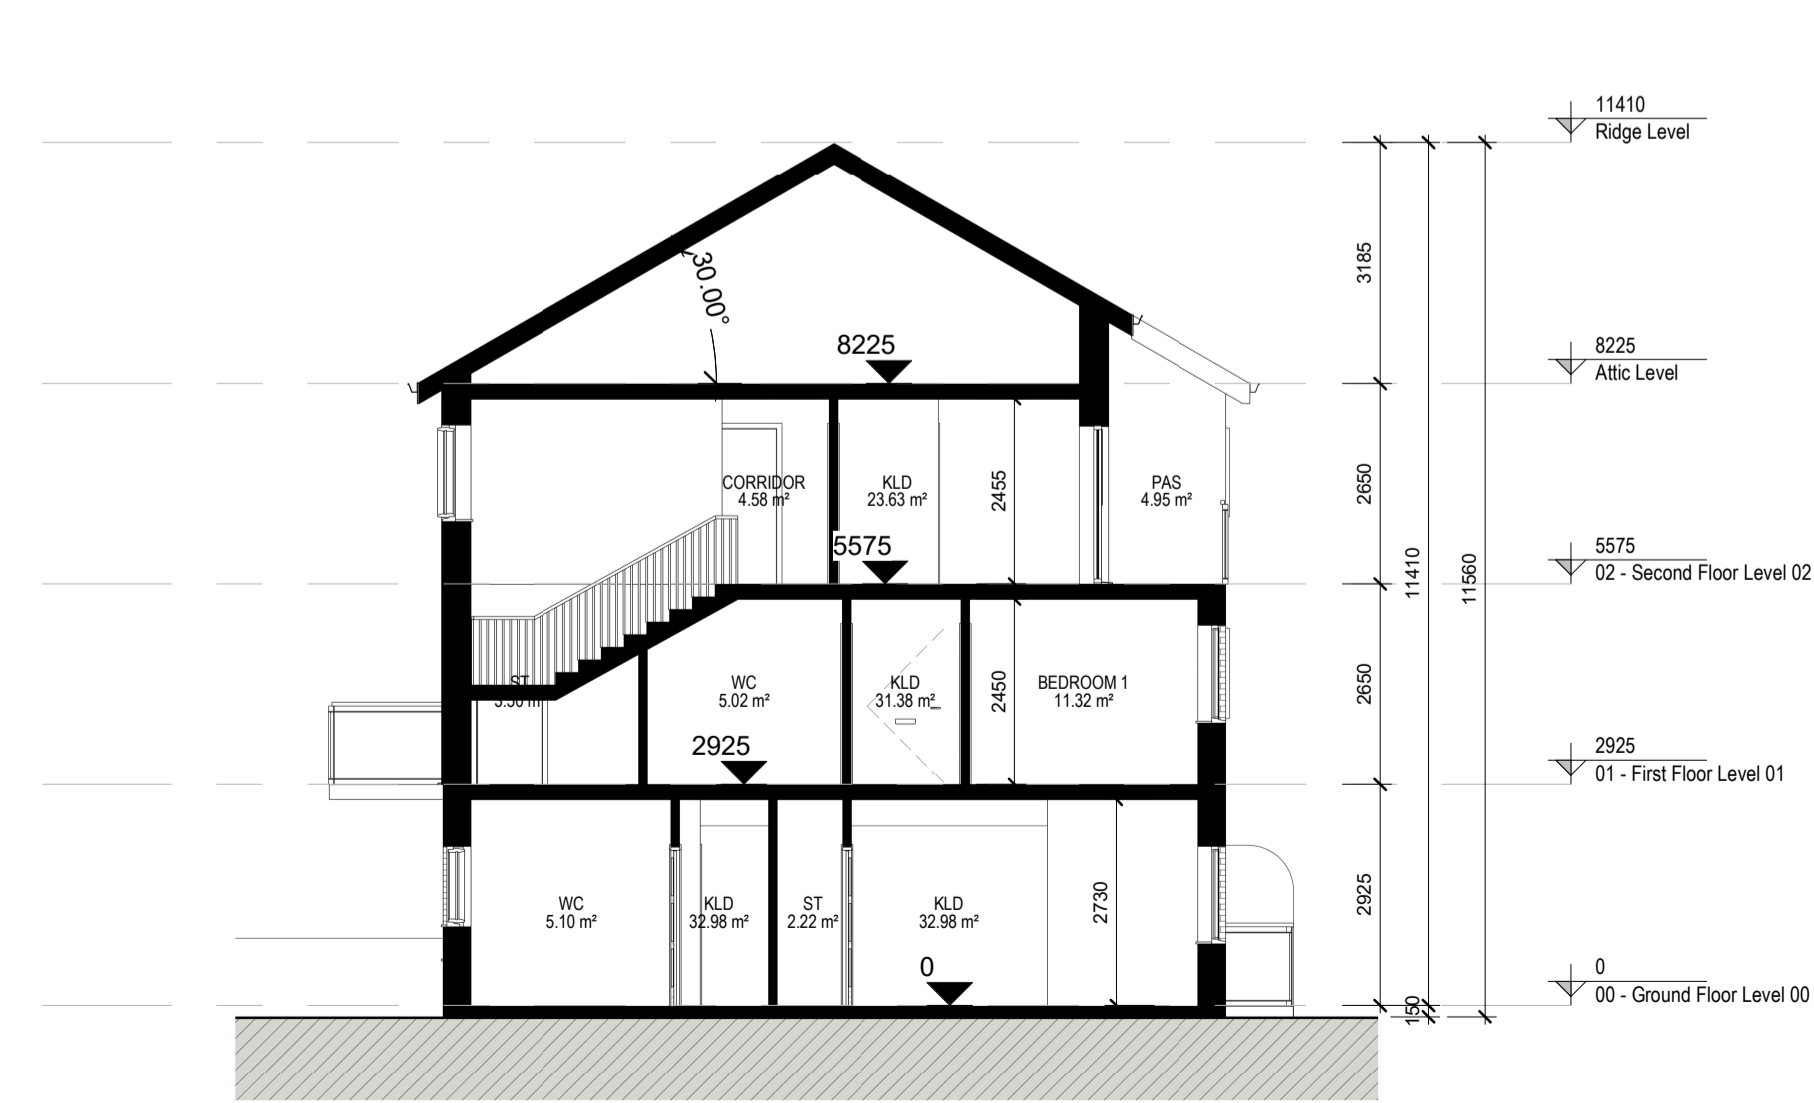 11410
Ridge Level
3185
30.00°
8225
8225
Attic Level
CORRIDOR
4.58 m²
KLD
23.63 m²
2455
PAS
4.95 m²
2650
5575
5575
02 - Second Floor Level 02
11410
11560
ST
WC
5.02 m²
KLD
31.38 m²
2450
BEDROOM 1
11.32 m²
2650
2925
2925
01 - First Floor Level 01
WC
5.10 m²
KLD
32.98 m²
ST
2.22 m²
KLD
32.98 m²
2730
2925
0
0
00 - Ground Floor Level 00
150